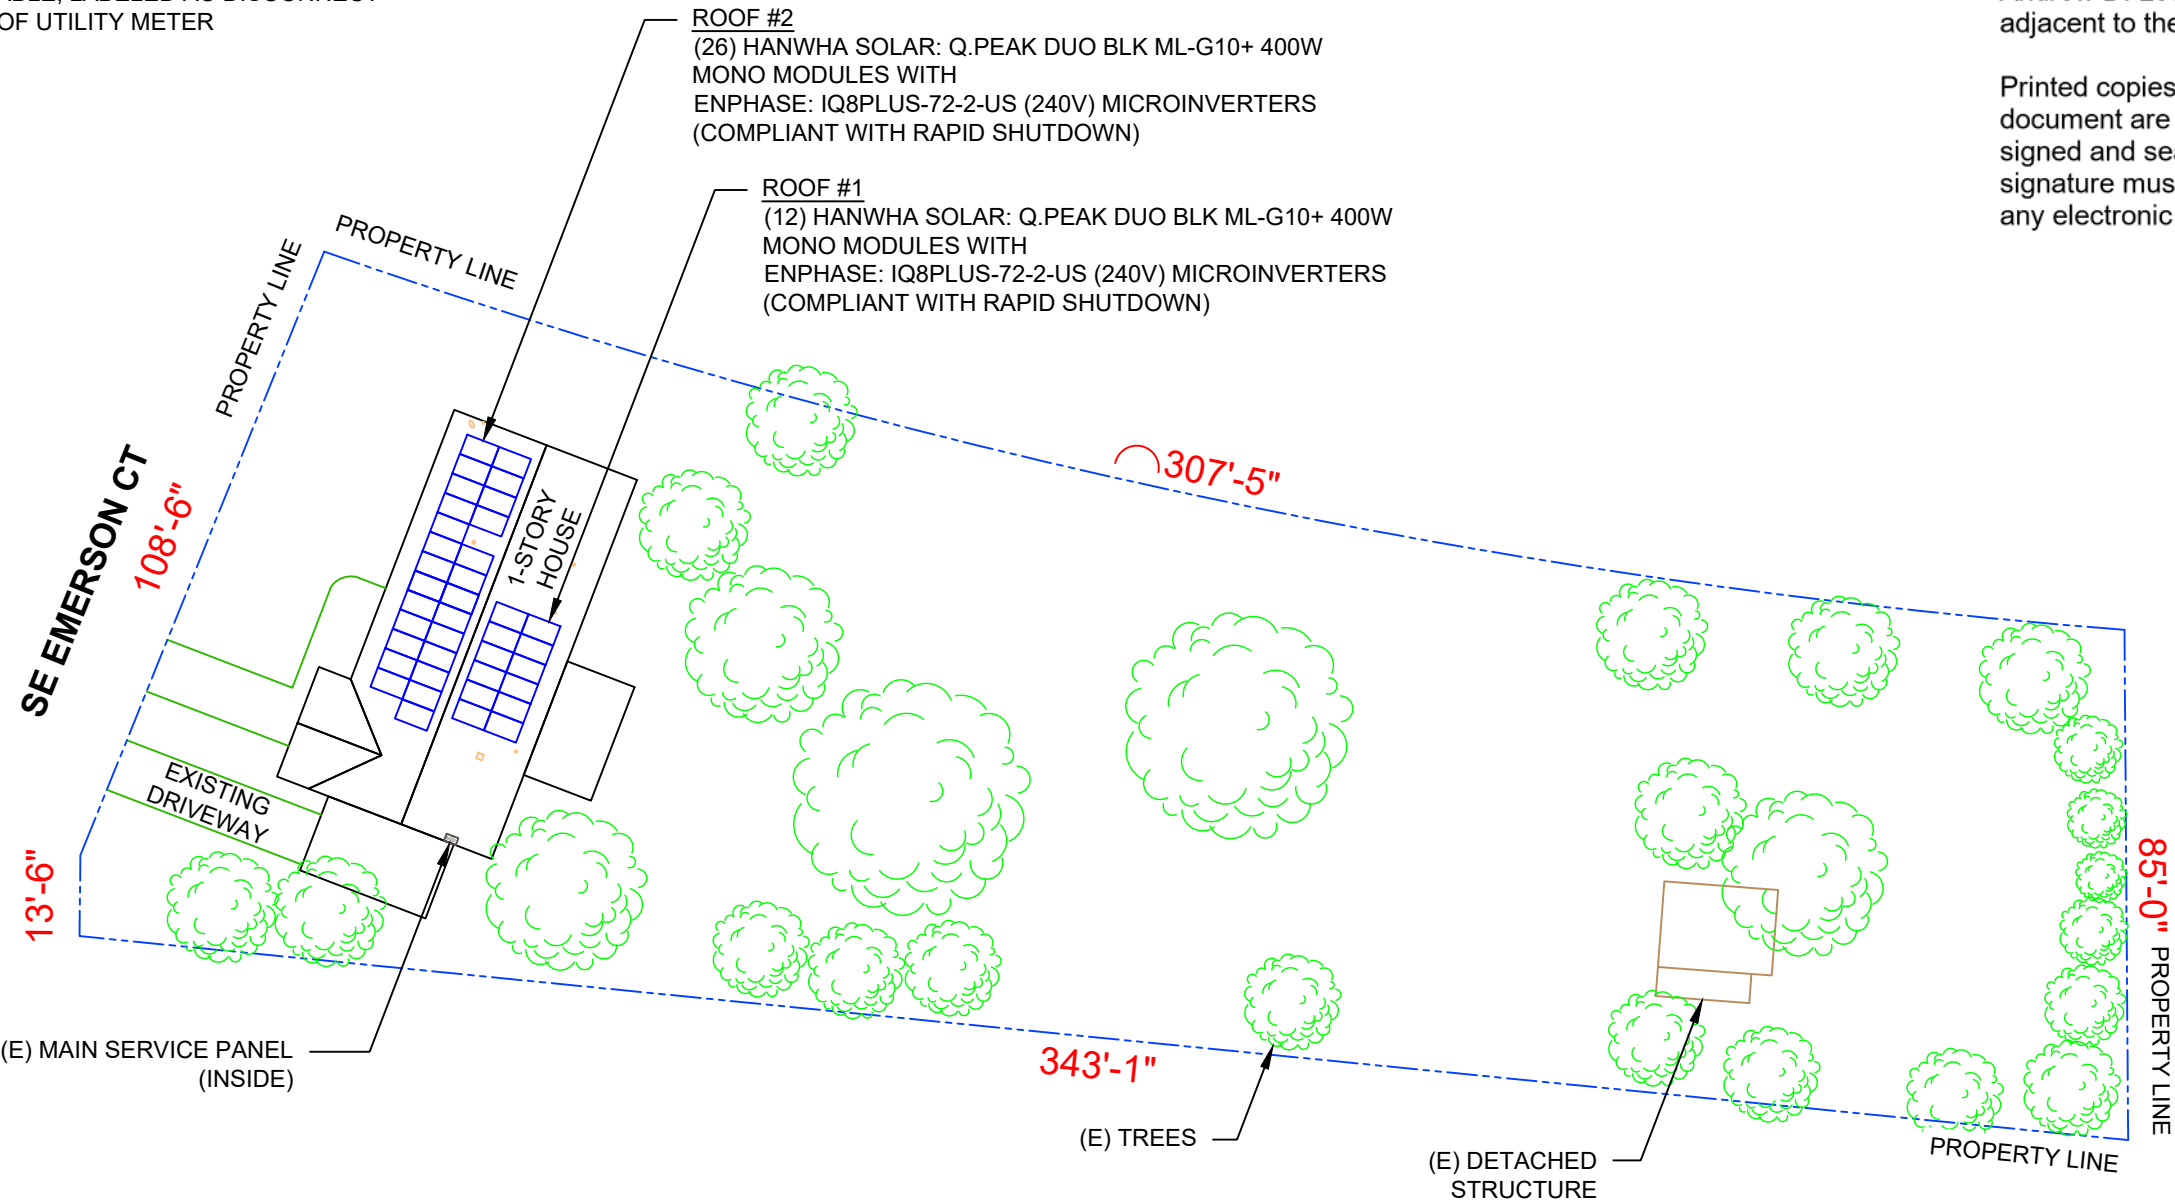 OF UTILITY METER
ROOF #2
(26) HANWHA SOLAR: Q.PEAK DUO BLK ML-G10+ 400W
MONO MODULES WITH
ENPHASE: IQ8PLUS-72-2-US (240V) MICROINVERTERS
(COMPLIANT WITH RAPID SHUTDOWN)
ROOF #1
(12) HANWHA SOLAR: Q.PEAK DUO BLK ML-G10+ 400W
MONO MODULES WITH
ENPHASE: IQ8PLUS-72-2-US (240V) MICROINVERTERS
(COMPLIANT WITH RAPID SHUTDOWN)
adjacent to the
Printed copies
document are
signed and sea
signature mus
any electronic
PROPERTY LINE
PROPERTY LINE
SE EMERSON CT
108'-6"
307'-5"
1-STORY
HOUSE
EXISTING
DRIVEWAY
13'-6"
85'-0"
PROPERTY LINE
(E) MAIN SERVICE PANEL
(INSIDE)
343'-1"
(E) TREES
(E) DETACHED
STRUCTURE
PROPERTY LINE